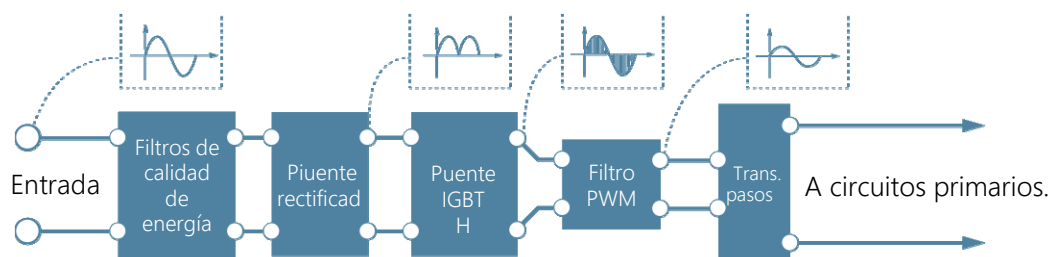 Entrada
Filtros de
calidad
de
energía
Piuente
rectificad
Puente
IGBT
H
Filtro
PWM
Trans.
pasos
A circuitos primarios.